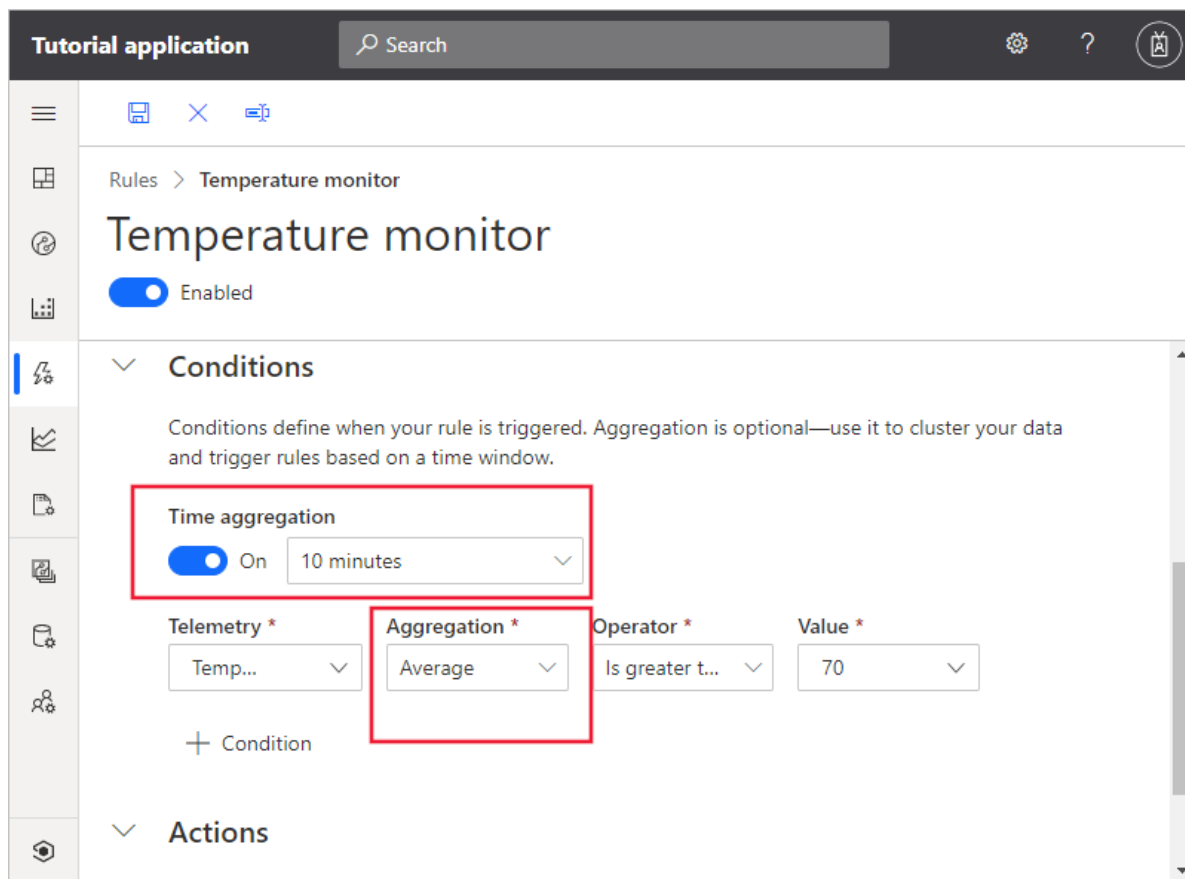 Tutorial application
Search
?
Rules > Temperature monitor
Temperature monitor
Enabled
Conditions
Conditions define when your rule is triggered. Aggregation is optional—use it to cluster your data
and trigger rules based on a time window.
Time aggregation
On 10 minutes
Telemetry * Aggregation * Operator * Value *
Temp... Average Is greater t... 70
+ Condition
Actions